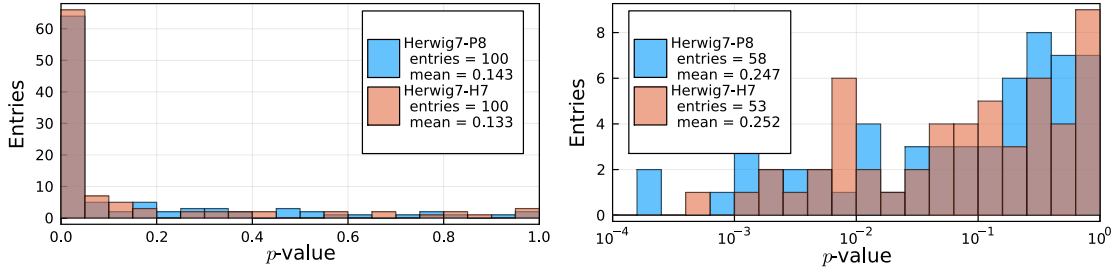 Entries
60
50
40
30
20
10
0
Herwig7-P8
entries = 100
mean = 0.143
Herwig7-H7
entries = 100
mean = 0.133
0.0 0.2 0.4 0.6 0.8 1.0
p-value
Entries
8
6
4
2
0
Herwig7-P8
entries = 58
mean = 0.247
Herwig7-H7
entries = 53
mean = 0.252
10⁻⁴ 10⁻³ 10⁻² 10⁻¹ 10⁰
p-value